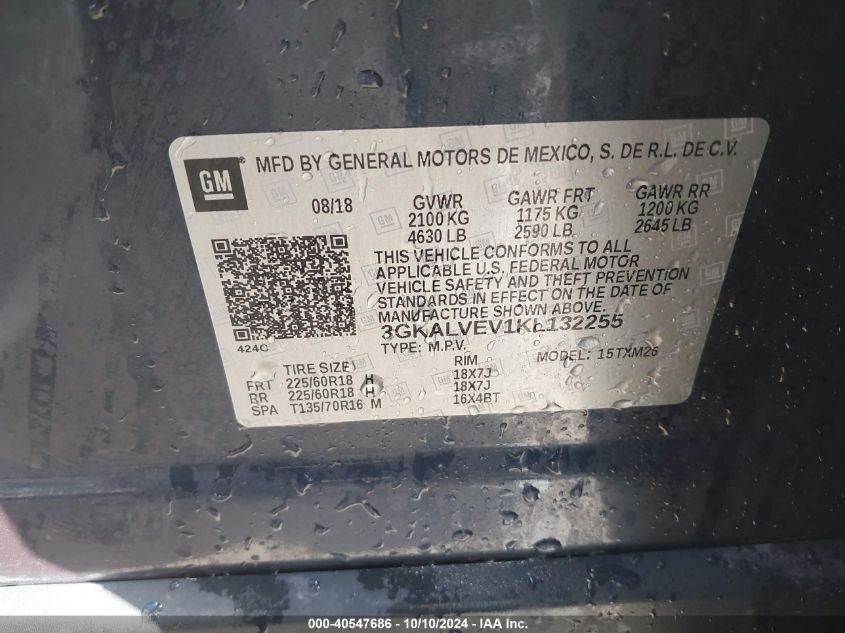 GM
MFD BY GENERAL MOTORS DE MEXICO, S. DE R.L. DE C.V.
08/18
GVWR
2100 KG
4630 LB
GAWR FRT
1175 KG
2590 LB
GAWR RR
1200 KG
2645 LB
THIS VEHICLE CONFORMS TO ALL
APPLICABLE U.S. FEDERAL MOTOR
VEHICLE SAFETY AND THEFT PREVENTION
STANDARDS IN EFFECT ON THE DATE OF
MANUFACTURE SHOWN ABOVE.
424C
TYPE: M.P.V. MODEL: 15TXM26
TIRE SIZE RIM
FRT 225/60R18 H 18X7J
RR 225/60R18 H 18X7J
SPA T135/70R16 M 16X4BT
000-40547686 - 10/10/2024 - IAA Inc.